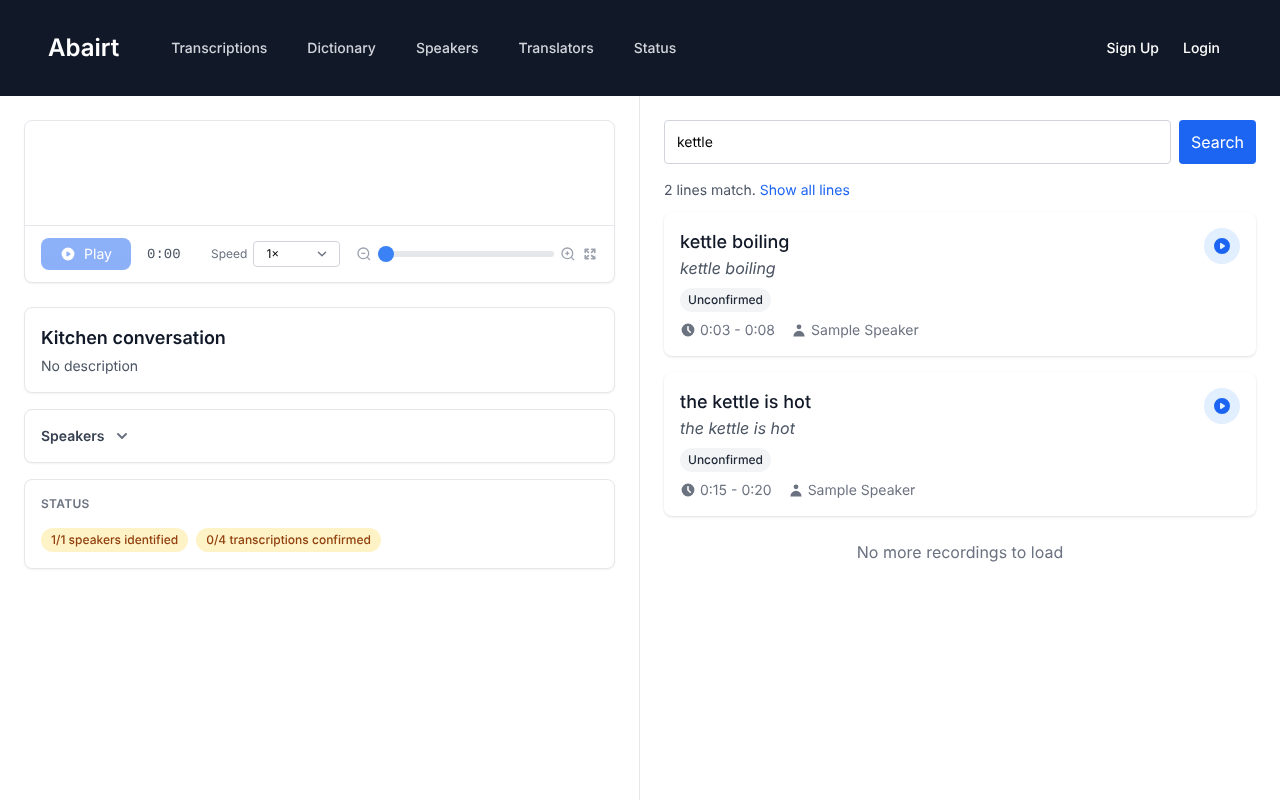 Abairt
Transcriptions
Dictionary
Speakers
Translators
Status
Sign Up
Login
Play
0:00
Speed
1×
Kitchen conversation
No description
Speakers
STATUS
1/1 speakers identified
0/4 transcriptions confirmed
kettle
Search
2 lines match. Show all lines
kettle boiling
kettle boiling
Unconfirmed
0:03 - 0:08
Sample Speaker
the kettle is hot
the kettle is hot
Unconfirmed
0:15 - 0:20
Sample Speaker
No more recordings to load